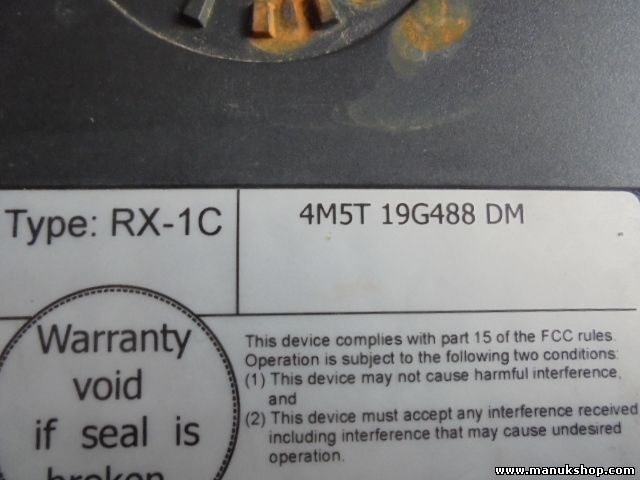 Type: RX-1C
4M5T 19G488 DM
Warranty
void
if seal is
broken
This device complies with part 15 of the FCC rules.
Operation is subject to the following two conditions:
(1) This device may not cause harmful interference,
and
(2) This device must accept any interference received,
including interference that may cause undesired
operation.
www.manukshop.com